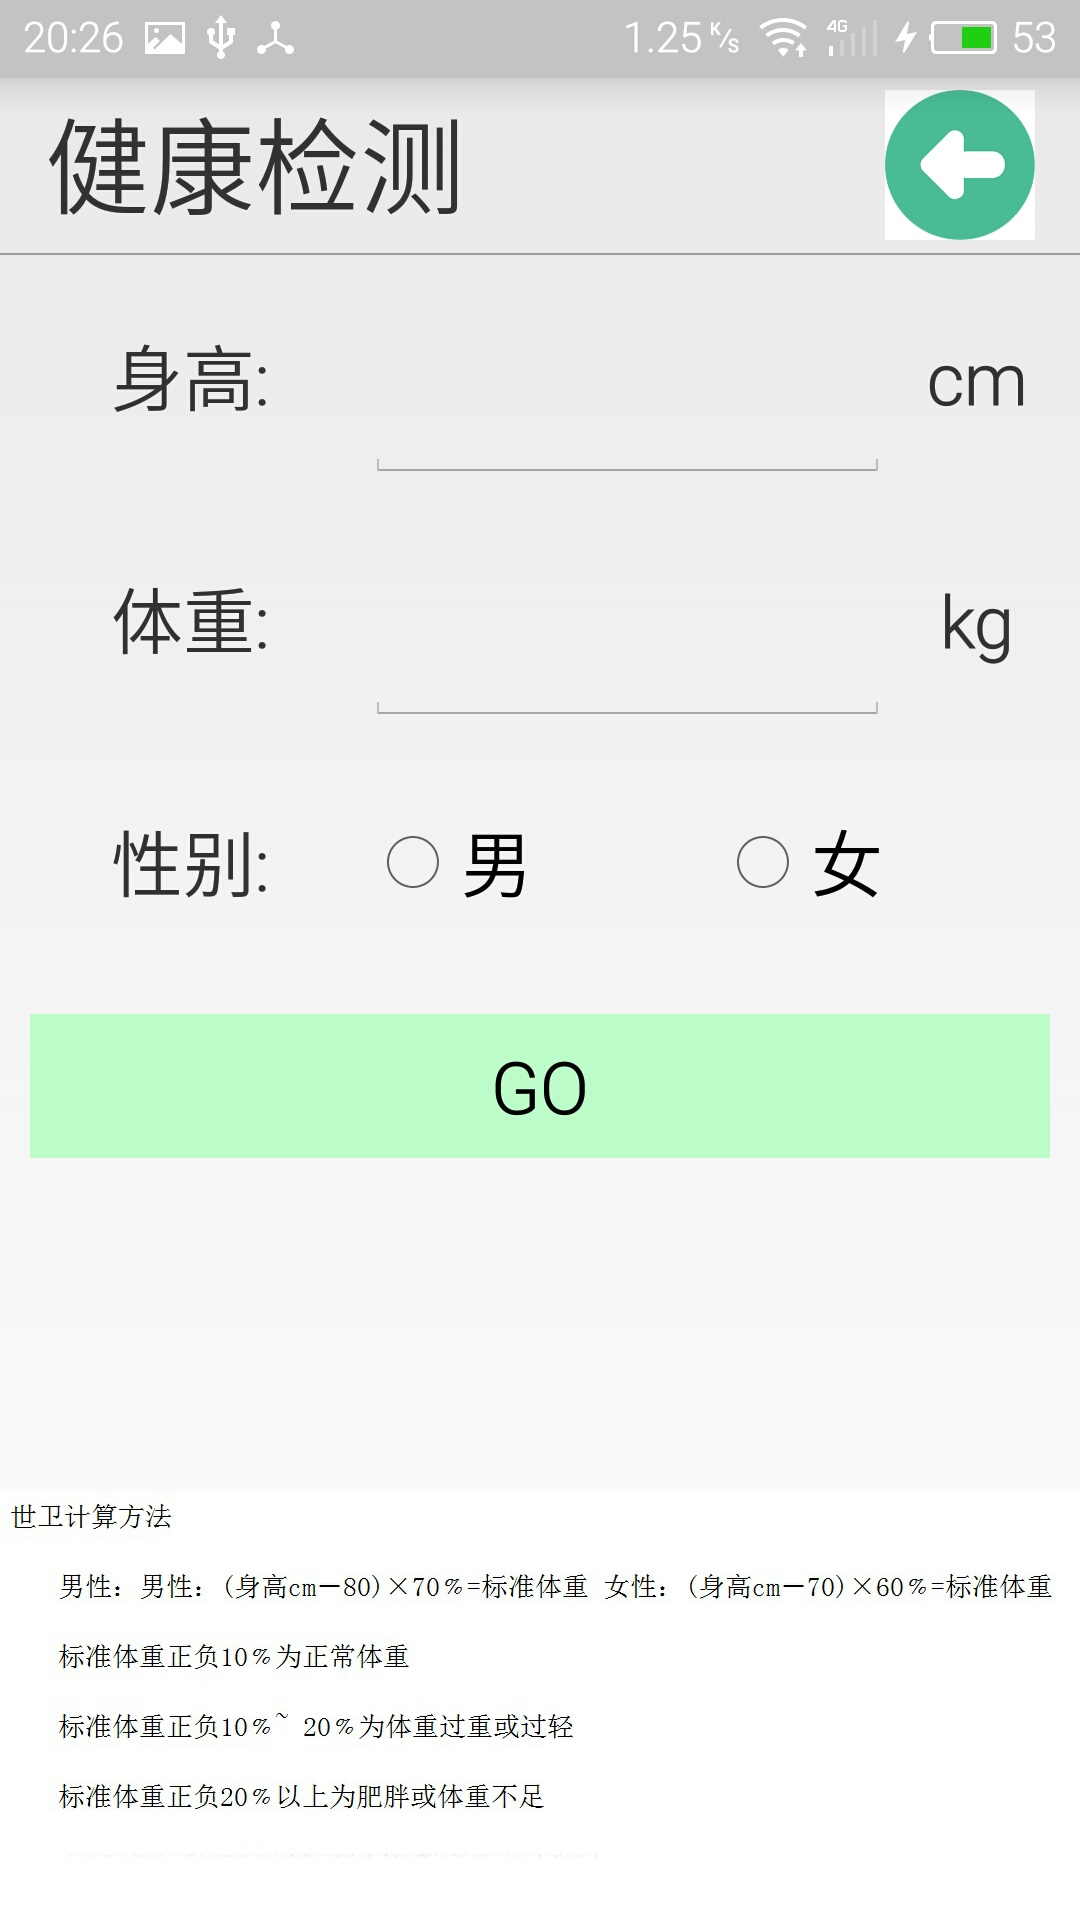 20:26 1.25 K/s 4G 53
健康检测
身高: cm
体重: kg
性别: 男 女
GO
世卫计算方法
男性：男性：(身高cm－80)×70﹪=标准体重 女性：(身高cm－70)×60﹪=标准体重
标准体重正负10﹪为正常体重
标准体重正负10﹪~ 20﹪为体重过重或过轻
标准体重正负20﹪以上为肥胖或体重不足